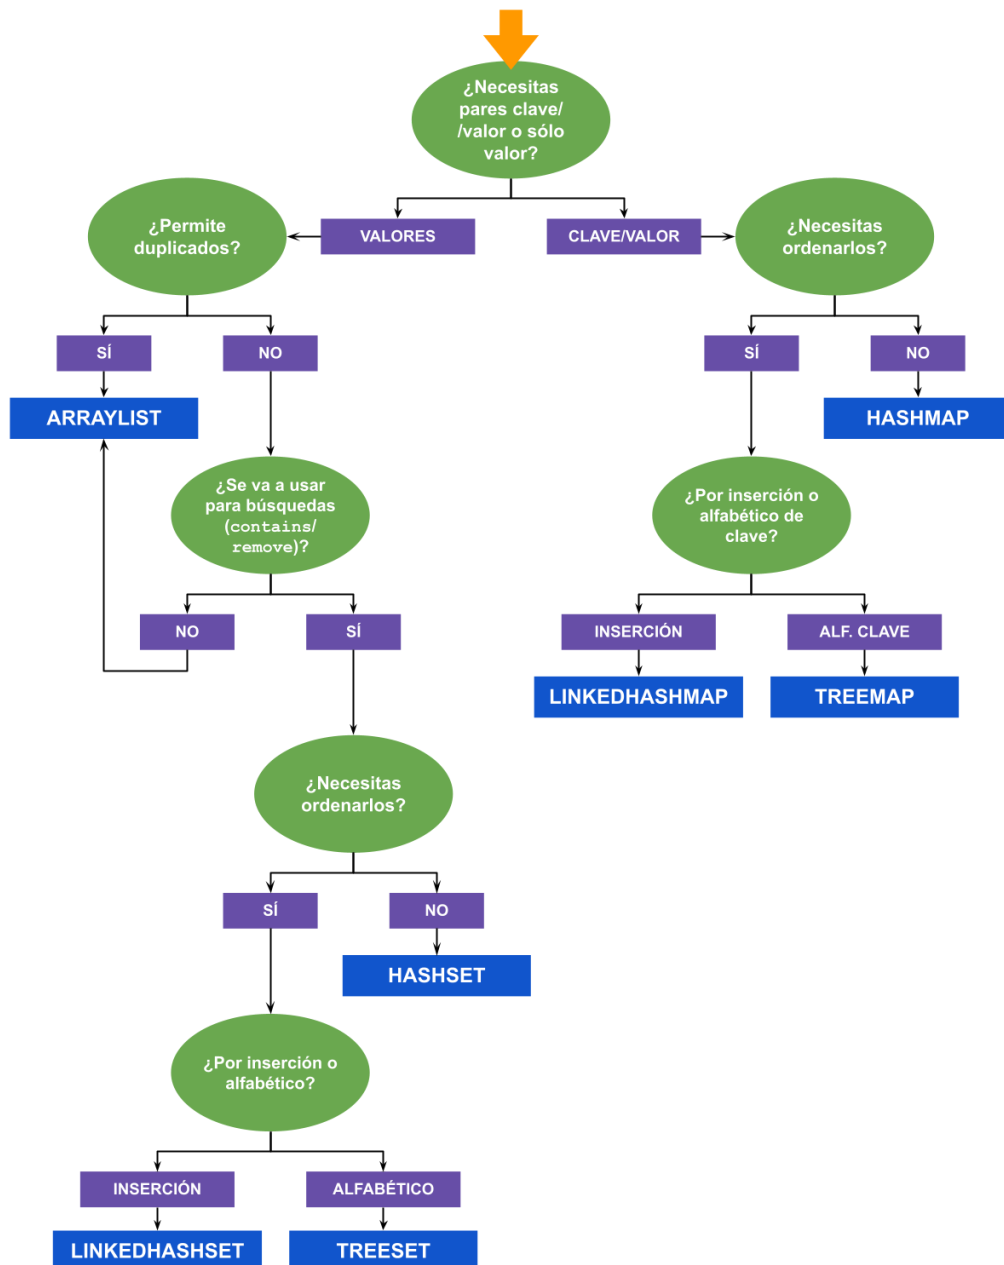 ¿Necesitas
pares clave/
/valor o sólo
valor?
VALORES
CLAVE/VALOR
¿Permite
duplicados?
¿Necesitas
ordenarlos?
SÍ
NO
SÍ
NO
ARRAYLIST
HASHMAP
¿Se va a usar
para búsquedas
(contains/
remove)?
¿Por inserción o
alfabético de
clave?
NO
SÍ
INSERCIÓN
ALF. CLAVE
LINKEDHASHMAP
TREEMAP
¿Necesitas
ordenarlos?
SÍ
NO
HASHSET
¿Por inserción o
alfabético?
INSERCIÓN
ALFABÉTICO
LINKEDHASHSET
TREESET